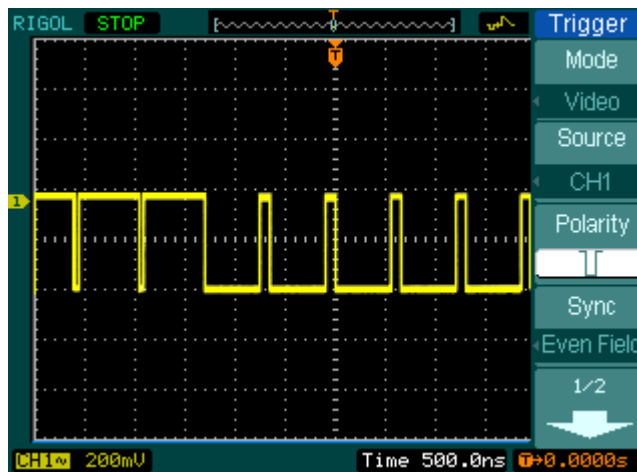 RIGOL STOP T Trigger
T
Mode
Video
Source
1
CH1
Polarity
Sync
Even Field
1/2
CH1~ 200mV Time 500.0ns T→0.0000s